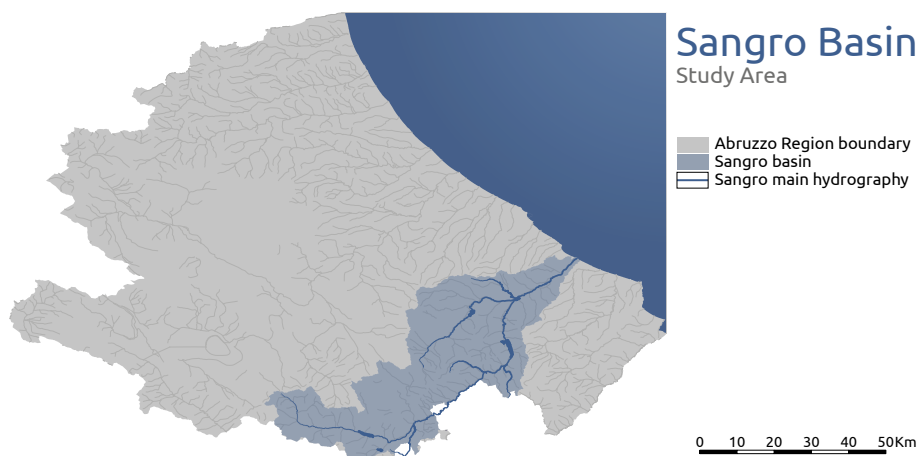 Sangro Basin
Study Area
Abruzzo Region boundary
Sangro basin
Sangro main hydrography
0 10 20 30 40 50Km